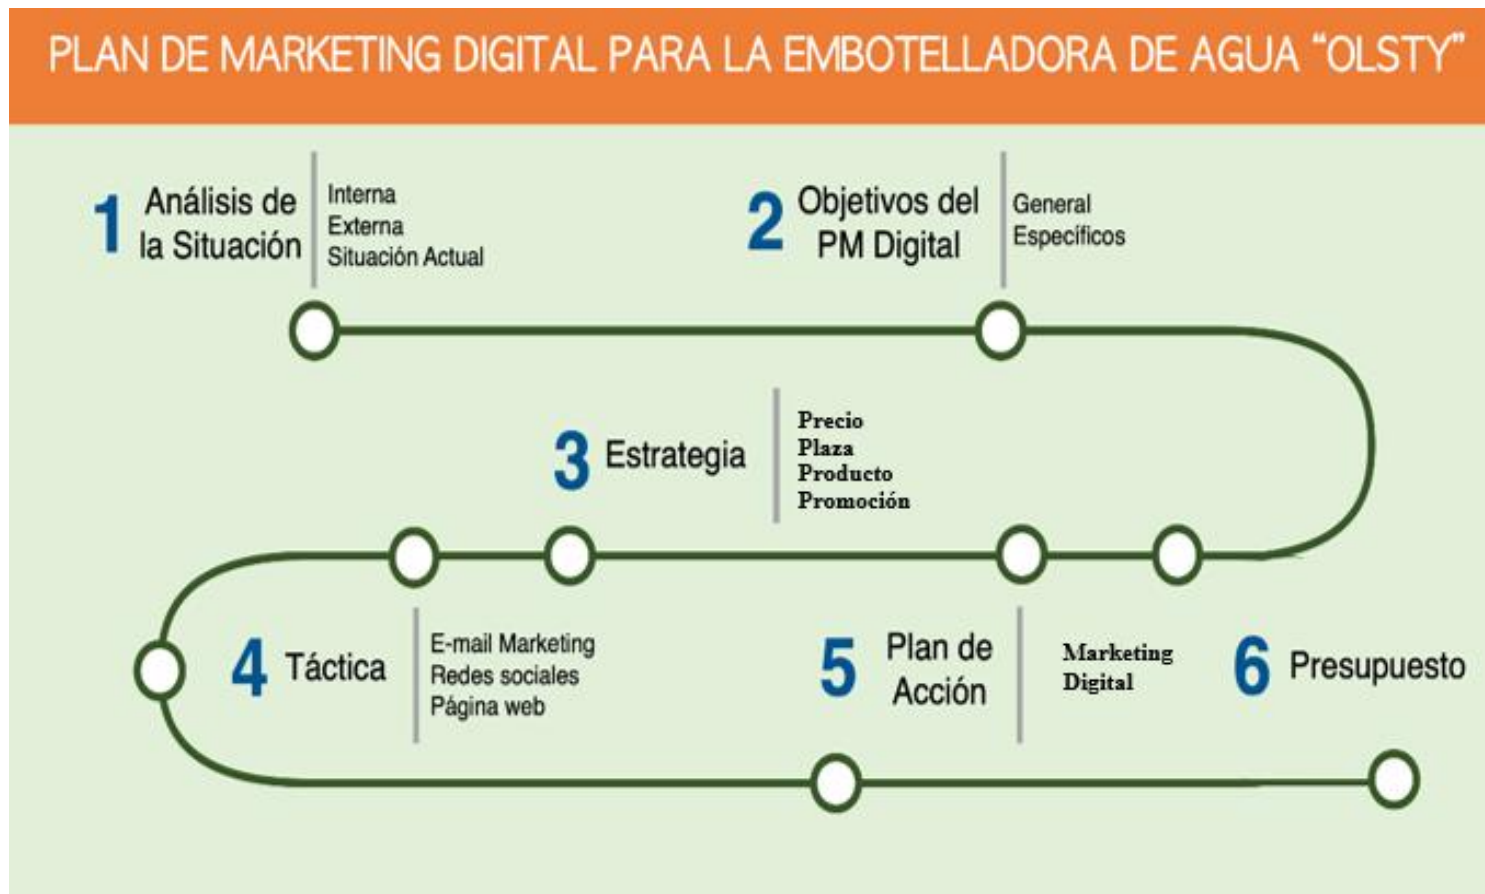 PLAN DE MARKETING DIGITAL PARA LA EMBOTELLADORA DE AGUA “OLSTY”
1
Análisis de
la Situación
Interna
Externa
Situación Actual
2
Objetivos del
PM Digital
General
Específicos
3
Estrategia
Precio
Plaza
Producto
Promoción
4
Táctica
E-mail Marketing
Redes sociales
Página web
5
Plan de
Acción
Marketing
Digital
6
Presupuesto